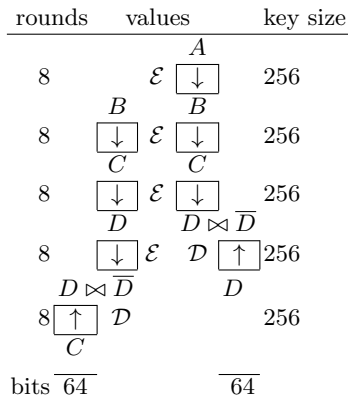 rounds values key size
A
8 ℰ ↓ 256
B B
8 ↓ ℰ ↓ 256
C C
8 ↓ ℰ ↓ 256
D D ⋈ D̅
8 ↓ ℰ 𝒟 ↑ 256
D ⋈ D̅ D
8 ↑ 𝒟 256
C
bits 64 64